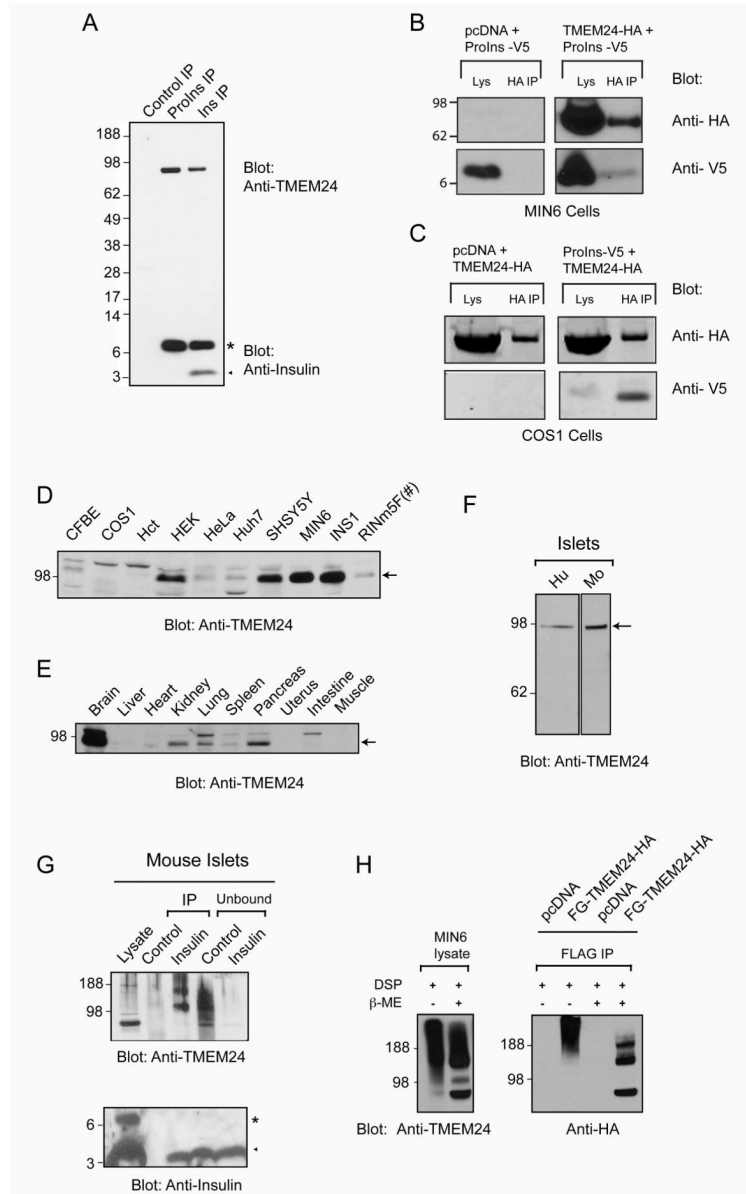 A
Control IP
ProIns IP
Ins IP
188
98
62
49
38
28
17
14
6
3
Blot:
Anti-TMEM24
*
Blot:
Anti-Insulin
B
pcDNA +
ProIns -V5
TMEM24-HA +
ProIns -V5
Lys HA IP Lys HA IP Blot:
98
62
Anti- HA
6
Anti- V5
MIN6 Cells
C
pcDNA +
TMEM24-HA
ProIns-V5 +
TMEM24-HA
Lys HA IP Lys HA IP Blot:
Anti- HA
Anti- V5
COS1 Cells
D
CFBE COS1 Hct HEK HeLa Huh7 SHSY5Y MIN6 INS1 RINm5F(#)
98
Blot: Anti-TMEM24
E
Brain Liver Heart Kidney Lung Spleen Pancreas Uterus Intestine Muscle
98
Blot: Anti-TMEM24
F
Islets
Hu Mo
98
62
Blot: Anti-TMEM24
G
Mouse Islets
IP Unbound
Lysate Control Insulin Control Insulin
188
98
Blot: Anti-TMEM24
6
*
3
Blot: Anti-Insulin
H
pcDNA FG-TMEM24-HA pcDNA FG-TMEM24-HA
MIN6
lysate
FLAG IP
DSP + + + + + +
β-ME - + - - + +
188
98
188
98
Blot: Anti-TMEM24 Anti-HA